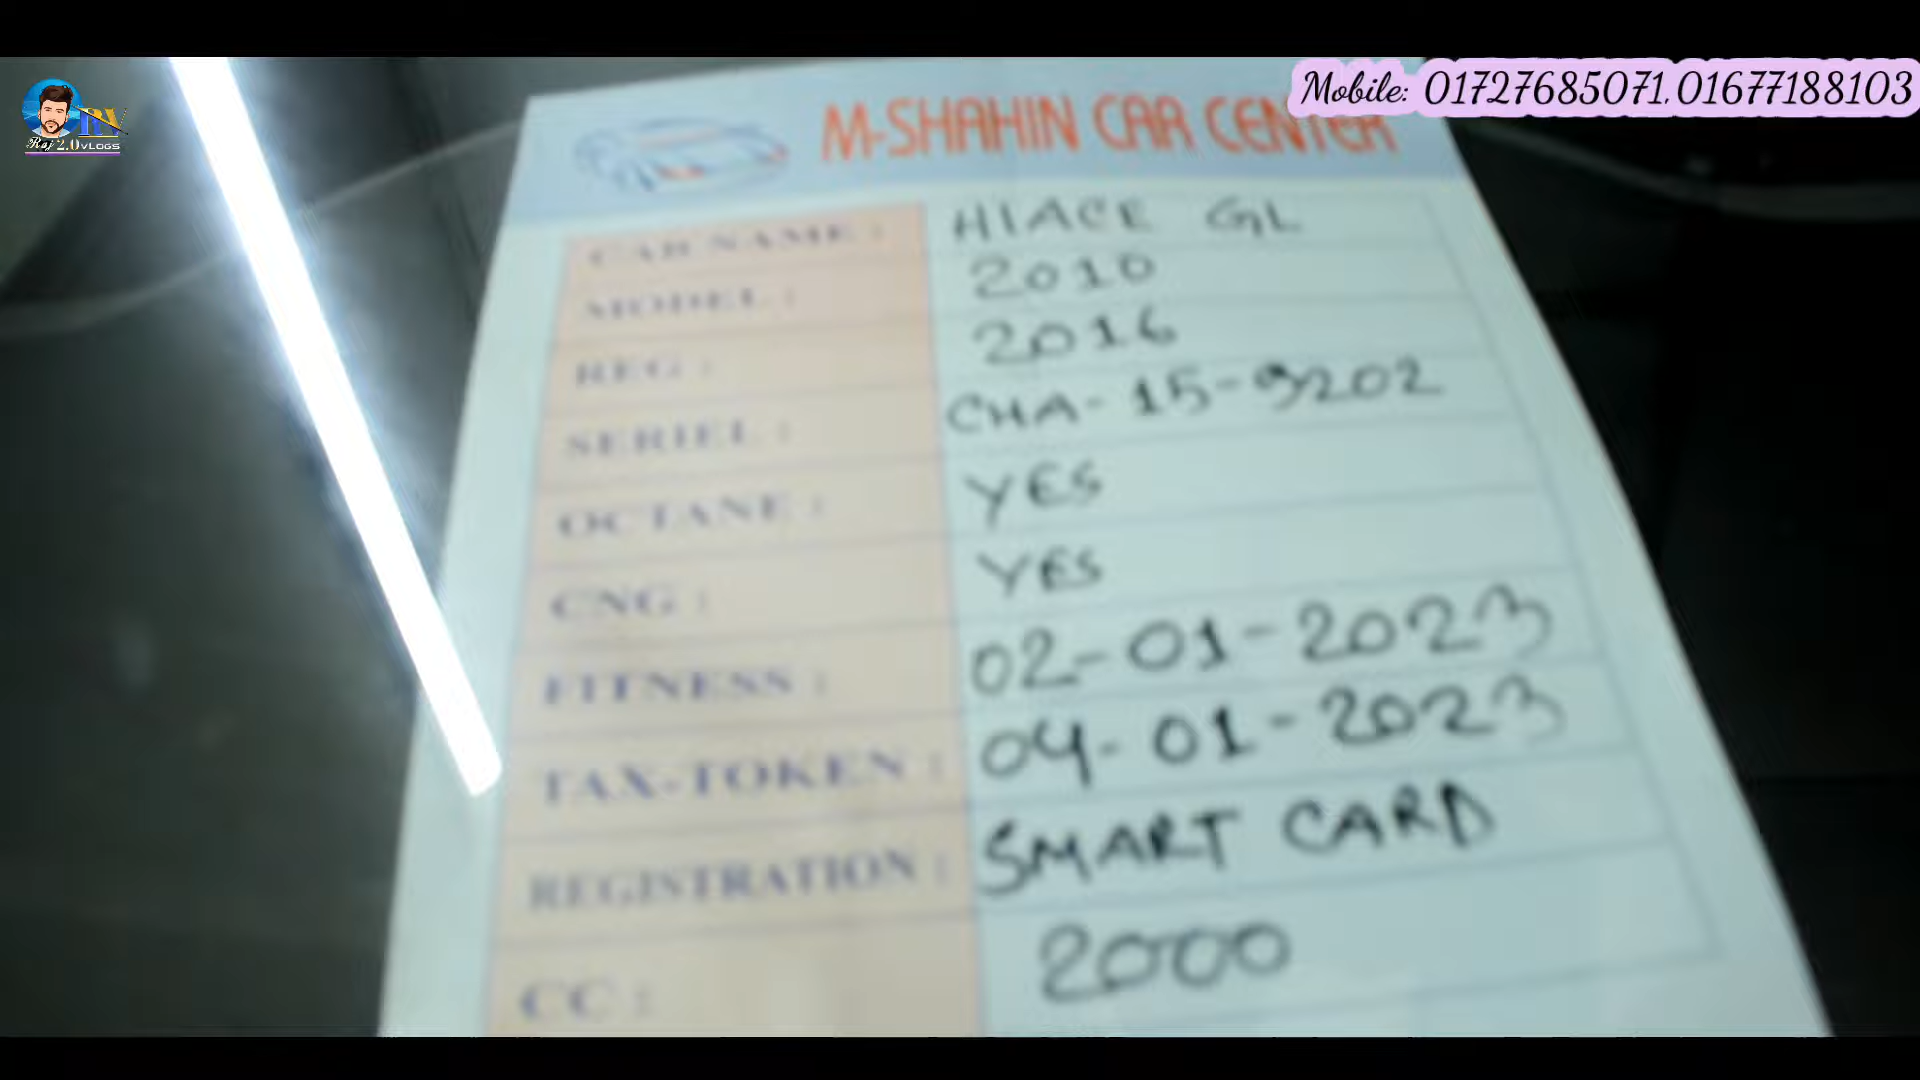 Mobile: 01727685071, 01677188103
RV
Raj 2.0 VLOGS
M-SHAHIN CAR CENTER
CAR NAME : HIACE GL
MODEL : 2010
REG : 2016
SERIEL : CHA-15-9202
OCTANE : YES
CNG : YES
FITNESS : 02-01-2023
TAX-TOKEN : 04-01-2023
REGISTRATION : SMART CARD
CC : 2000